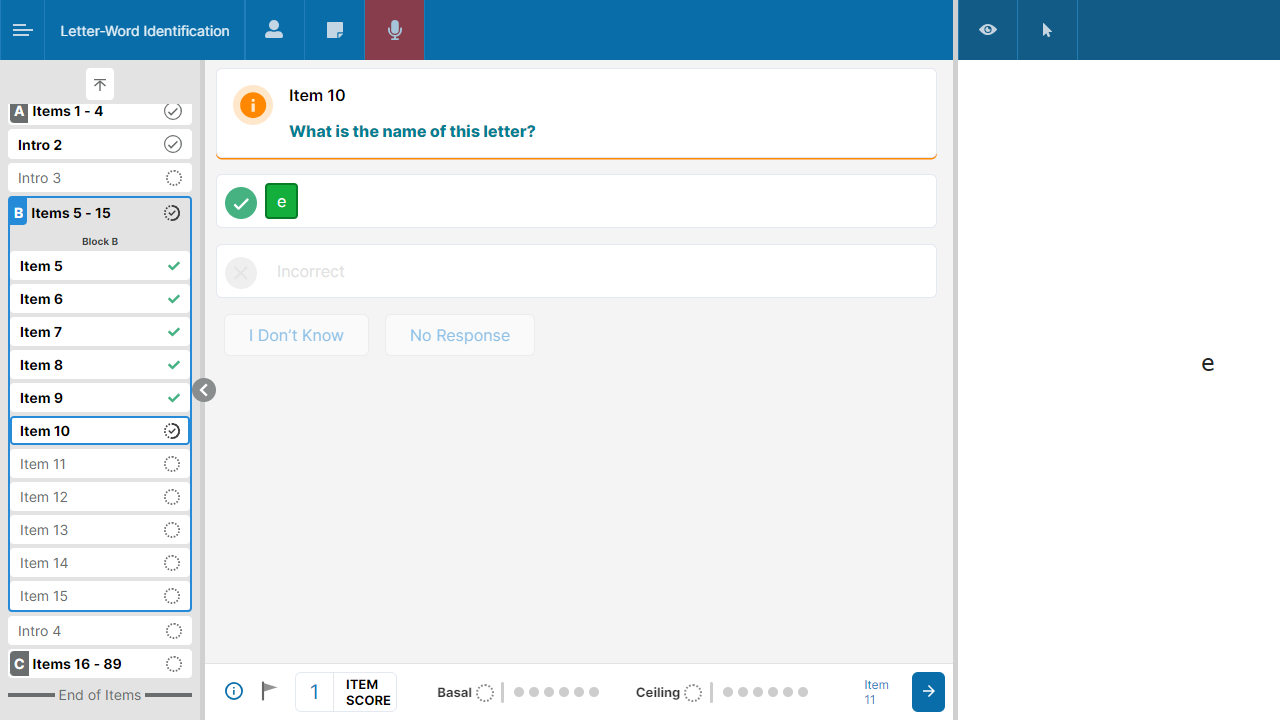 Letter-Word Identification
A Items 1 - 4
Intro 2
Intro 3
B Items 5 - 15
Block B
Item 5
Item 6
Item 7
Item 8
Item 9
Item 10
Item 11
Item 12
Item 13
Item 14
Item 15
Intro 4
C Items 16 - 89
End of Items
Item 10
What is the name of this letter?
e
Incorrect
I Don’t Know
No Response
1
ITEM
SCORE
Basal
Ceiling
Item
11
e